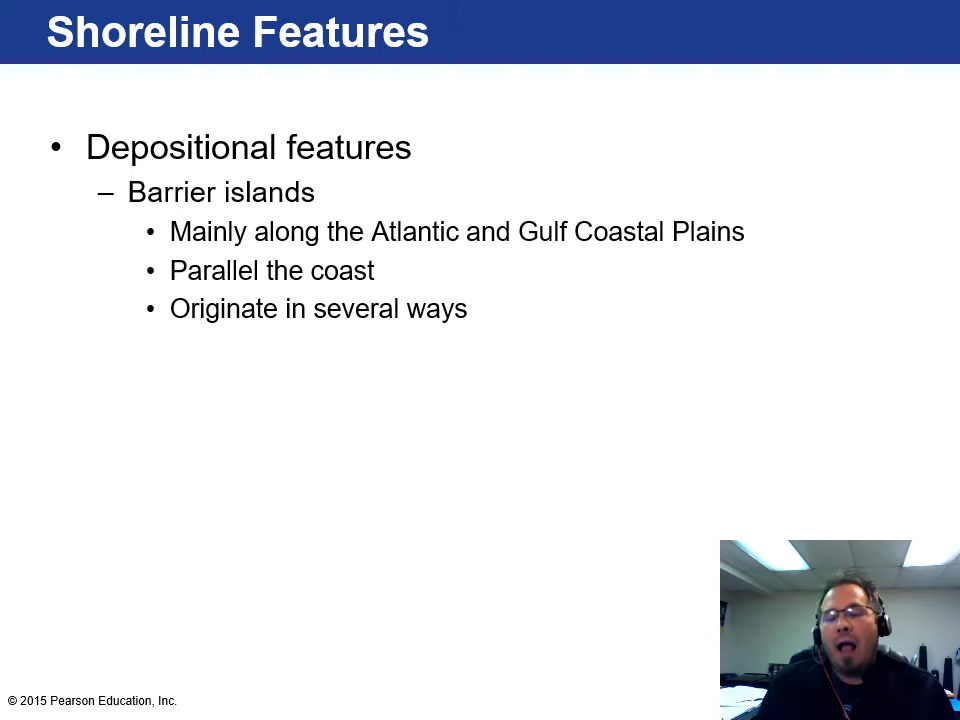 Shoreline Features
• Depositional features
– Barrier islands
• Mainly along the Atlantic and Gulf Coastal Plains
• Parallel the coast
• Originate in several ways
© 2015 Pearson Education, Inc.